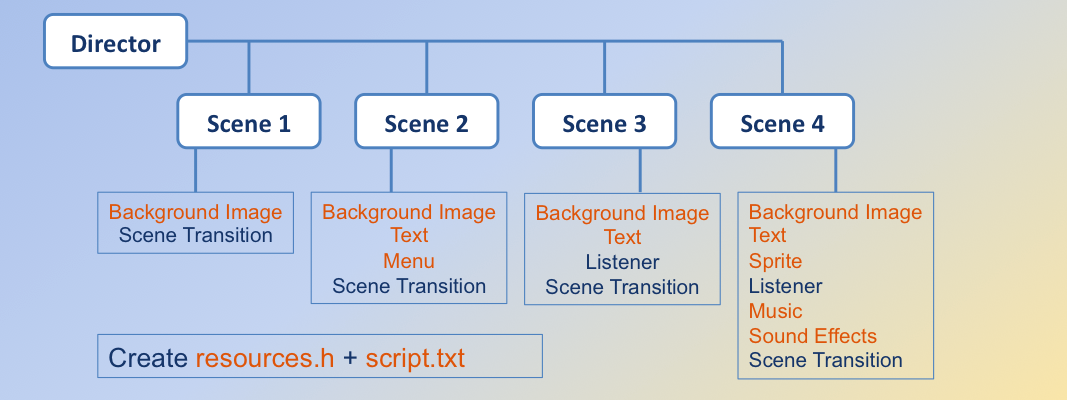 Director
Scene 1
Scene 2
Scene 3
Scene 4
Background Image
Scene Transition
Background Image
Text
Menu
Scene Transition
Background Image
Text
Listener
Scene Transition
Background Image
Text
Sprite
Listener
Music
Sound Effects
Scene Transition
Create resources.h + script.txt